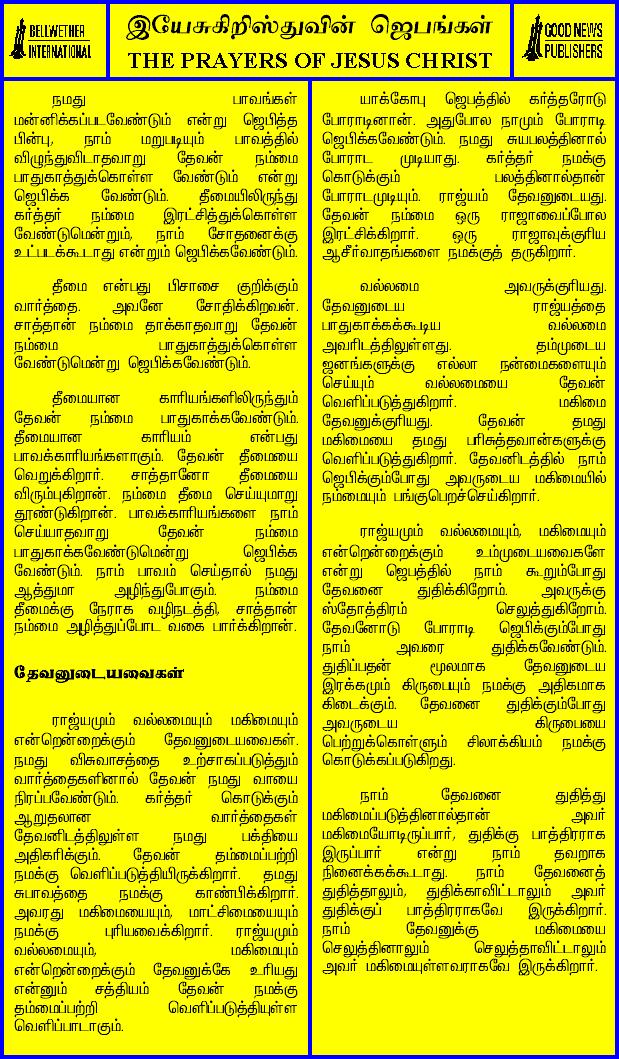 BELLWETHER
INTERNATIONAL
இயேசுகிறிஸ்துவின் ஜெபங்கள்
THE PRAYERS OF JESUS CHRIST
GOOD NEWS
PUBLISHERS
நமது பாவங்கள்
மன்னிக்கப்படவேண்டும் என்று ஜெபித்த
பின்பு, நாம் மறுபடியும் பாவத்தில்
விழுந்துவிடாதவாறு தேவன் நம்மை
பாதுகாத்துக்கொள்ள வேண்டும் என்று
ஜெபிக்க வேண்டும். தீமையிலிருந்து
கர்த்தர் நம்மை இரட்சித்துக்கொள்ள
வேண்டுமென்றும், நாம் சோதனைக்கு
உட்படக்கூடாது என்றும் ஜெபிக்கவேண்டும்.
தீமை என்பது பிசாசை குறிக்கும்
வார்த்தை. அவனே சோதிக்கிறவன்.
சாத்தான் நம்மை தாக்காதவாறு தேவன்
நம்மை பாதுகாத்துக்கொள்ள
வேண்டுமென்று ஜெபிக்கவேண்டும்.
தீமையான காரியங்களிலிருந்தும்
தேவன் நம்மை பாதுகாக்கவேண்டும்.
தீமையான காரியம் என்பது
பாவக்காரியங்களாகும். தேவன் தீமையை
வெறுக்கிறார். சாத்தானோ தீமையை
விரும்புகிறான். நம்மை தீமை செய்யுமாறு
தூண்டுகிறான். பாவக்காரியங்களை நாம்
செய்யாதவாறு தேவன் நம்மை
பாதுகாக்கவேண்டுமென்று ஜெபிக்க
வேண்டும். நாம் பாவம் செய்தால் நமது
ஆத்துமா அழிந்துபோகும். நம்மை
தீமைக்கு நேராக வழிநடத்தி, சாத்தான்
நம்மை அழித்துப்போட வகை பார்க்கிறான்.
தேவனுடையவைகள்
ராஜ்யமும் வல்லமையும் மகிமையும்
என்றென்றைக்கும் தேவனுடையவைகள்.
நமது விசுவாசத்தை உற்சாகப்படுத்தும்
வார்த்தைகளினால் தேவன் நமது வாயை
நிரப்பவேண்டும். கர்த்தர் கொடுக்கும்
ஆறுதலான வார்த்தைகள்
தேவனிடத்திலுள்ள நமது பக்தியை
அதிகரிக்கும். தேவன் தம்மைப்பற்றி
நமக்கு வெளிப்படுத்தியிருக்கிறார். தமது
சுபாவத்தை நமக்கு காண்பிக்கிறார்.
அவரது மகிமையையும், மாட்சிமையையும்
நமக்கு புரியவைக்கிறார். ராஜ்யமும்
வல்லமையும், மகிமையும்
என்றென்றைக்கும் தேவனுக்கே உரியது
என்னும் சத்தியம் தேவன் நமக்கு
தம்மைப்பற்றி வெளிப்படுத்தியுள்ள
வெளிப்பாடாகும்.
யாக்கோபு ஜெபத்தில் கர்த்தரோடு
போராடினான். அதுபோல நாமும் போராடி
ஜெபிக்கவேண்டும். நமது சுயபலத்தினால்
போராட முடியாது. கர்த்தர் நமக்கு
கொடுக்கும் பலத்தினால்தான்
போராடமுடியும். ராஜ்யம் தேவனுடையது.
தேவன் நம்மை ஒரு ராஜாவைப்போல
இரட்சிக்கிறார். ஒரு ராஜாவுக்குரிய
ஆசீர்வாதங்களை நமக்குத் தருகிறார்.
வல்லமை அவருக்குரியது.
தேவனுடைய ராஜ்யத்தை
பாதுகாக்கக்கூடிய வல்லமை
அவரிடத்திலுள்ளது. தம்முடைய
ஜனங்களுக்கு எல்லா நன்மைகளையும்
செய்யும் வல்லமையை தேவன்
வெளிப்படுத்துகிறார். மகிமை
தேவனுக்குரியது. தேவன் தமது
மகிமையை தமது பரிசுத்தவான்களுக்கு
வெளிப்படுத்துகிறார். தேவனிடத்தில் நாம்
ஜெபிக்கும்போது அவருடைய மகிமையில்
நம்மையும் பங்குபெறச்செய்கிறார்.
ராஜ்யமும் வல்லமையும், மகிமையும்
என்றென்றைக்கும் உம்முடையவைகளே
என்று ஜெபத்தில் நாம் கூறும்போது
தேவனை துதிக்கிறோம். அவருக்கு
ஸ்தோத்திரம் செலுத்துகிறோம்.
தேவனோடு போராடி ஜெபிக்கும்போது
நாம் அவரை துதிக்கவேண்டும்.
துதிப்பதன் மூலமாக தேவனுடைய
இரக்கமும் கிருபையும் நமக்கு அதிகமாக
கிடைக்கும். தேவனை துதிக்கும்போது
அவருடைய கிருபையை
பெற்றுக்கொள்ளும் சிலாக்கியம் நமக்கு
கொடுக்கப்படுகிறது.
நாம் தேவனை துதித்து
மகிமைப்படுத்தினால்தான் அவர்
மகிமையோடிருப்பார், துதிக்கு பாத்திரராக
இருப்பார் என்று நாம் தவறாக
நினைக்கக்கூடாது. நாம் தேவனைத்
துதித்தாலும், துதிக்காவிட்டாலும் அவர்
துதிக்குப் பாத்திரராகவே இருக்கிறார்.
நாம் தேவனுக்கு மகிமையை
செலுத்தினாலும் செலுத்தாவிட்டாலும்
அவர் மகிமையுள்ளவராகவே இருக்கிறார்.